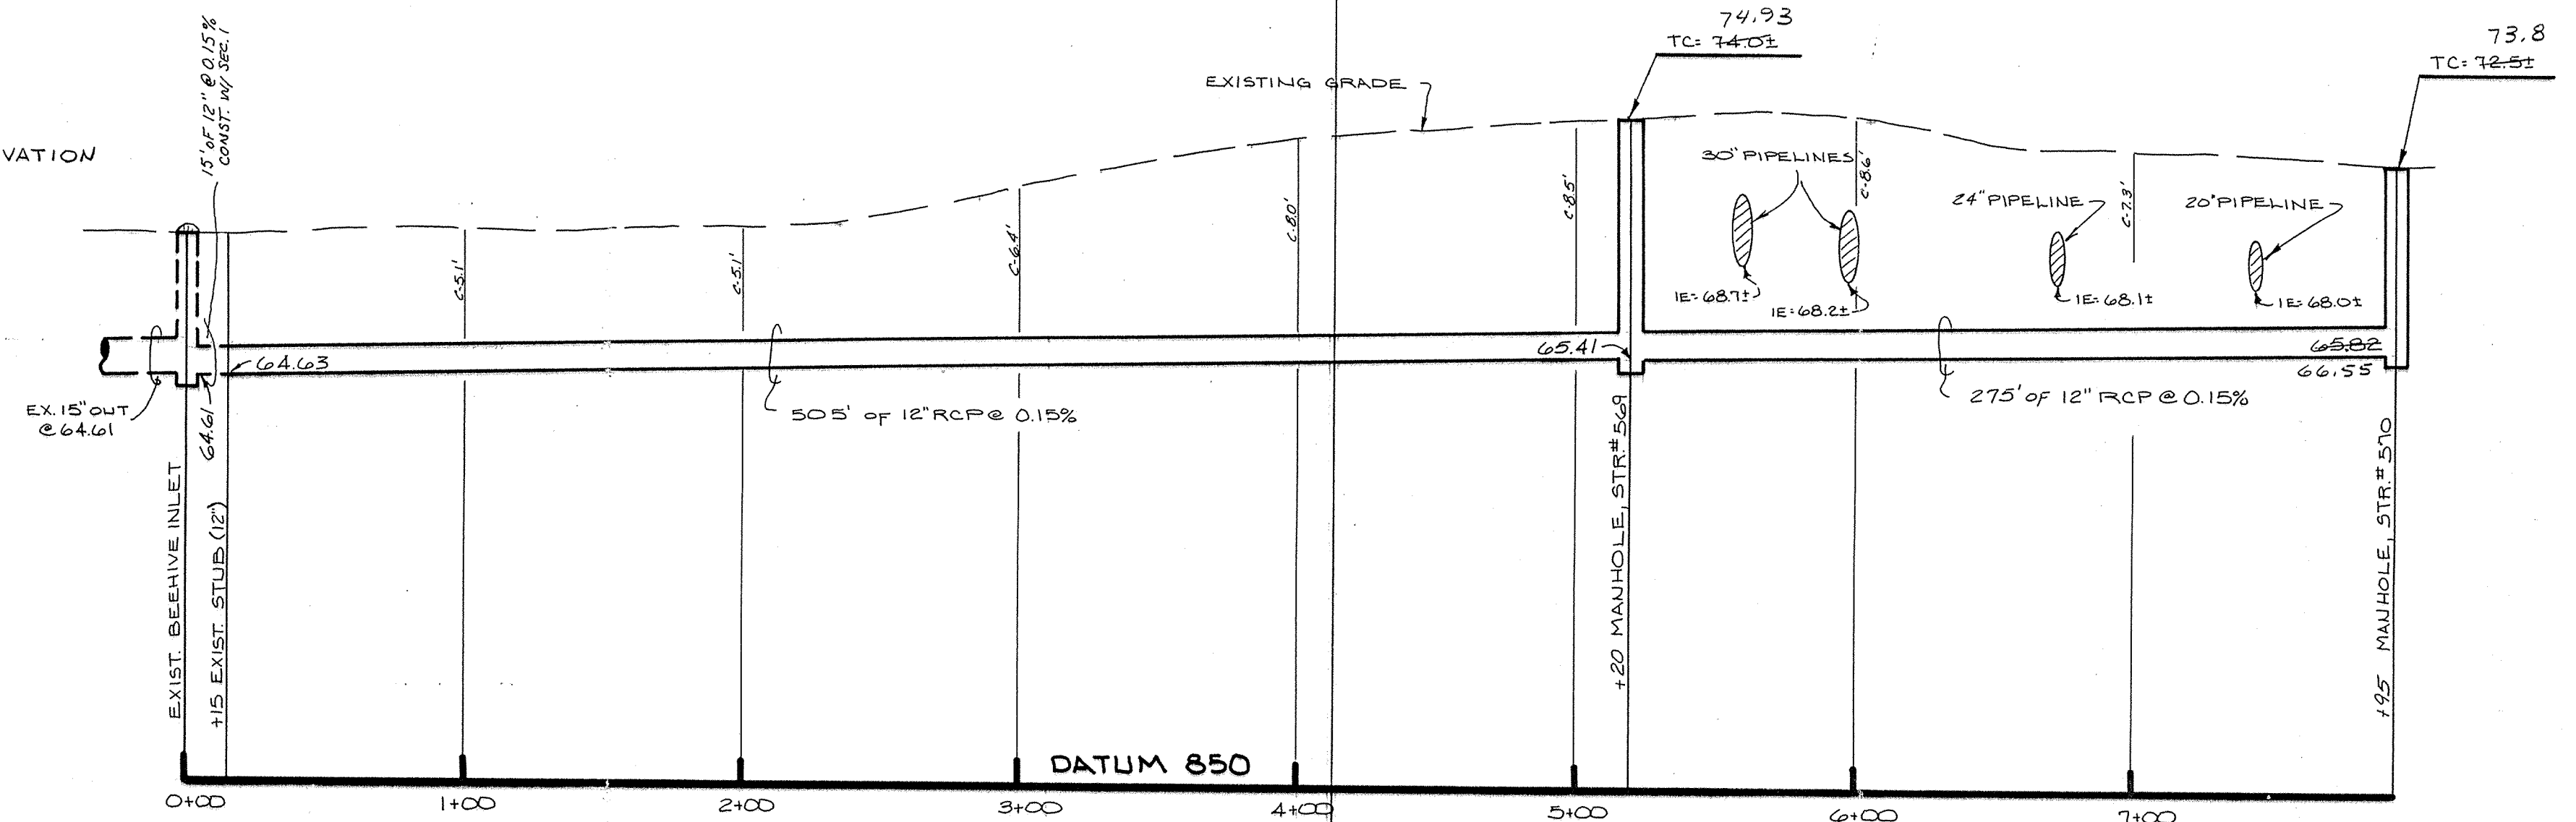 74.93
TC= 74.0±
73.8
TC= 72.5±
15' OF 12" @ 0.15%
CONST. W/ SEC. 1
EXISTING GRADE
VATION
30" PIPELINES
24" PIPELINE
20" PIPELINE
C-5.1'
C-5.1'
C-6.4'
C-8.0'
C-8.5'
C-8.6'
C-7.3'
IE=68.7±
IE=68.2±
IE=68.1±
IE=68.0±
64.63
65.41
65.82
66.55
EX. 15" OUT
@ 64.61
64.61
505' OF 12" RCP @ 0.15%
275' OF 12" RCP @ 0.15%
EXIST. BEEHIVE INLET
+15 EXIST. STUB (12")
+20 MANHOLE, STR.# 569
+95 MANHOLE, STR.# 570
DATUM 850
0+00
1+00
2+00
3+00
4+00
5+00
6+00
7+00